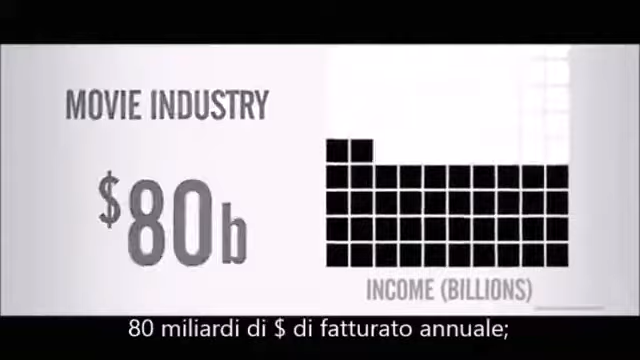 MOVIE INDUSTRY
$80b
INCOME (BILLIONS)
80 miliardi di $ di fatturato annuale;